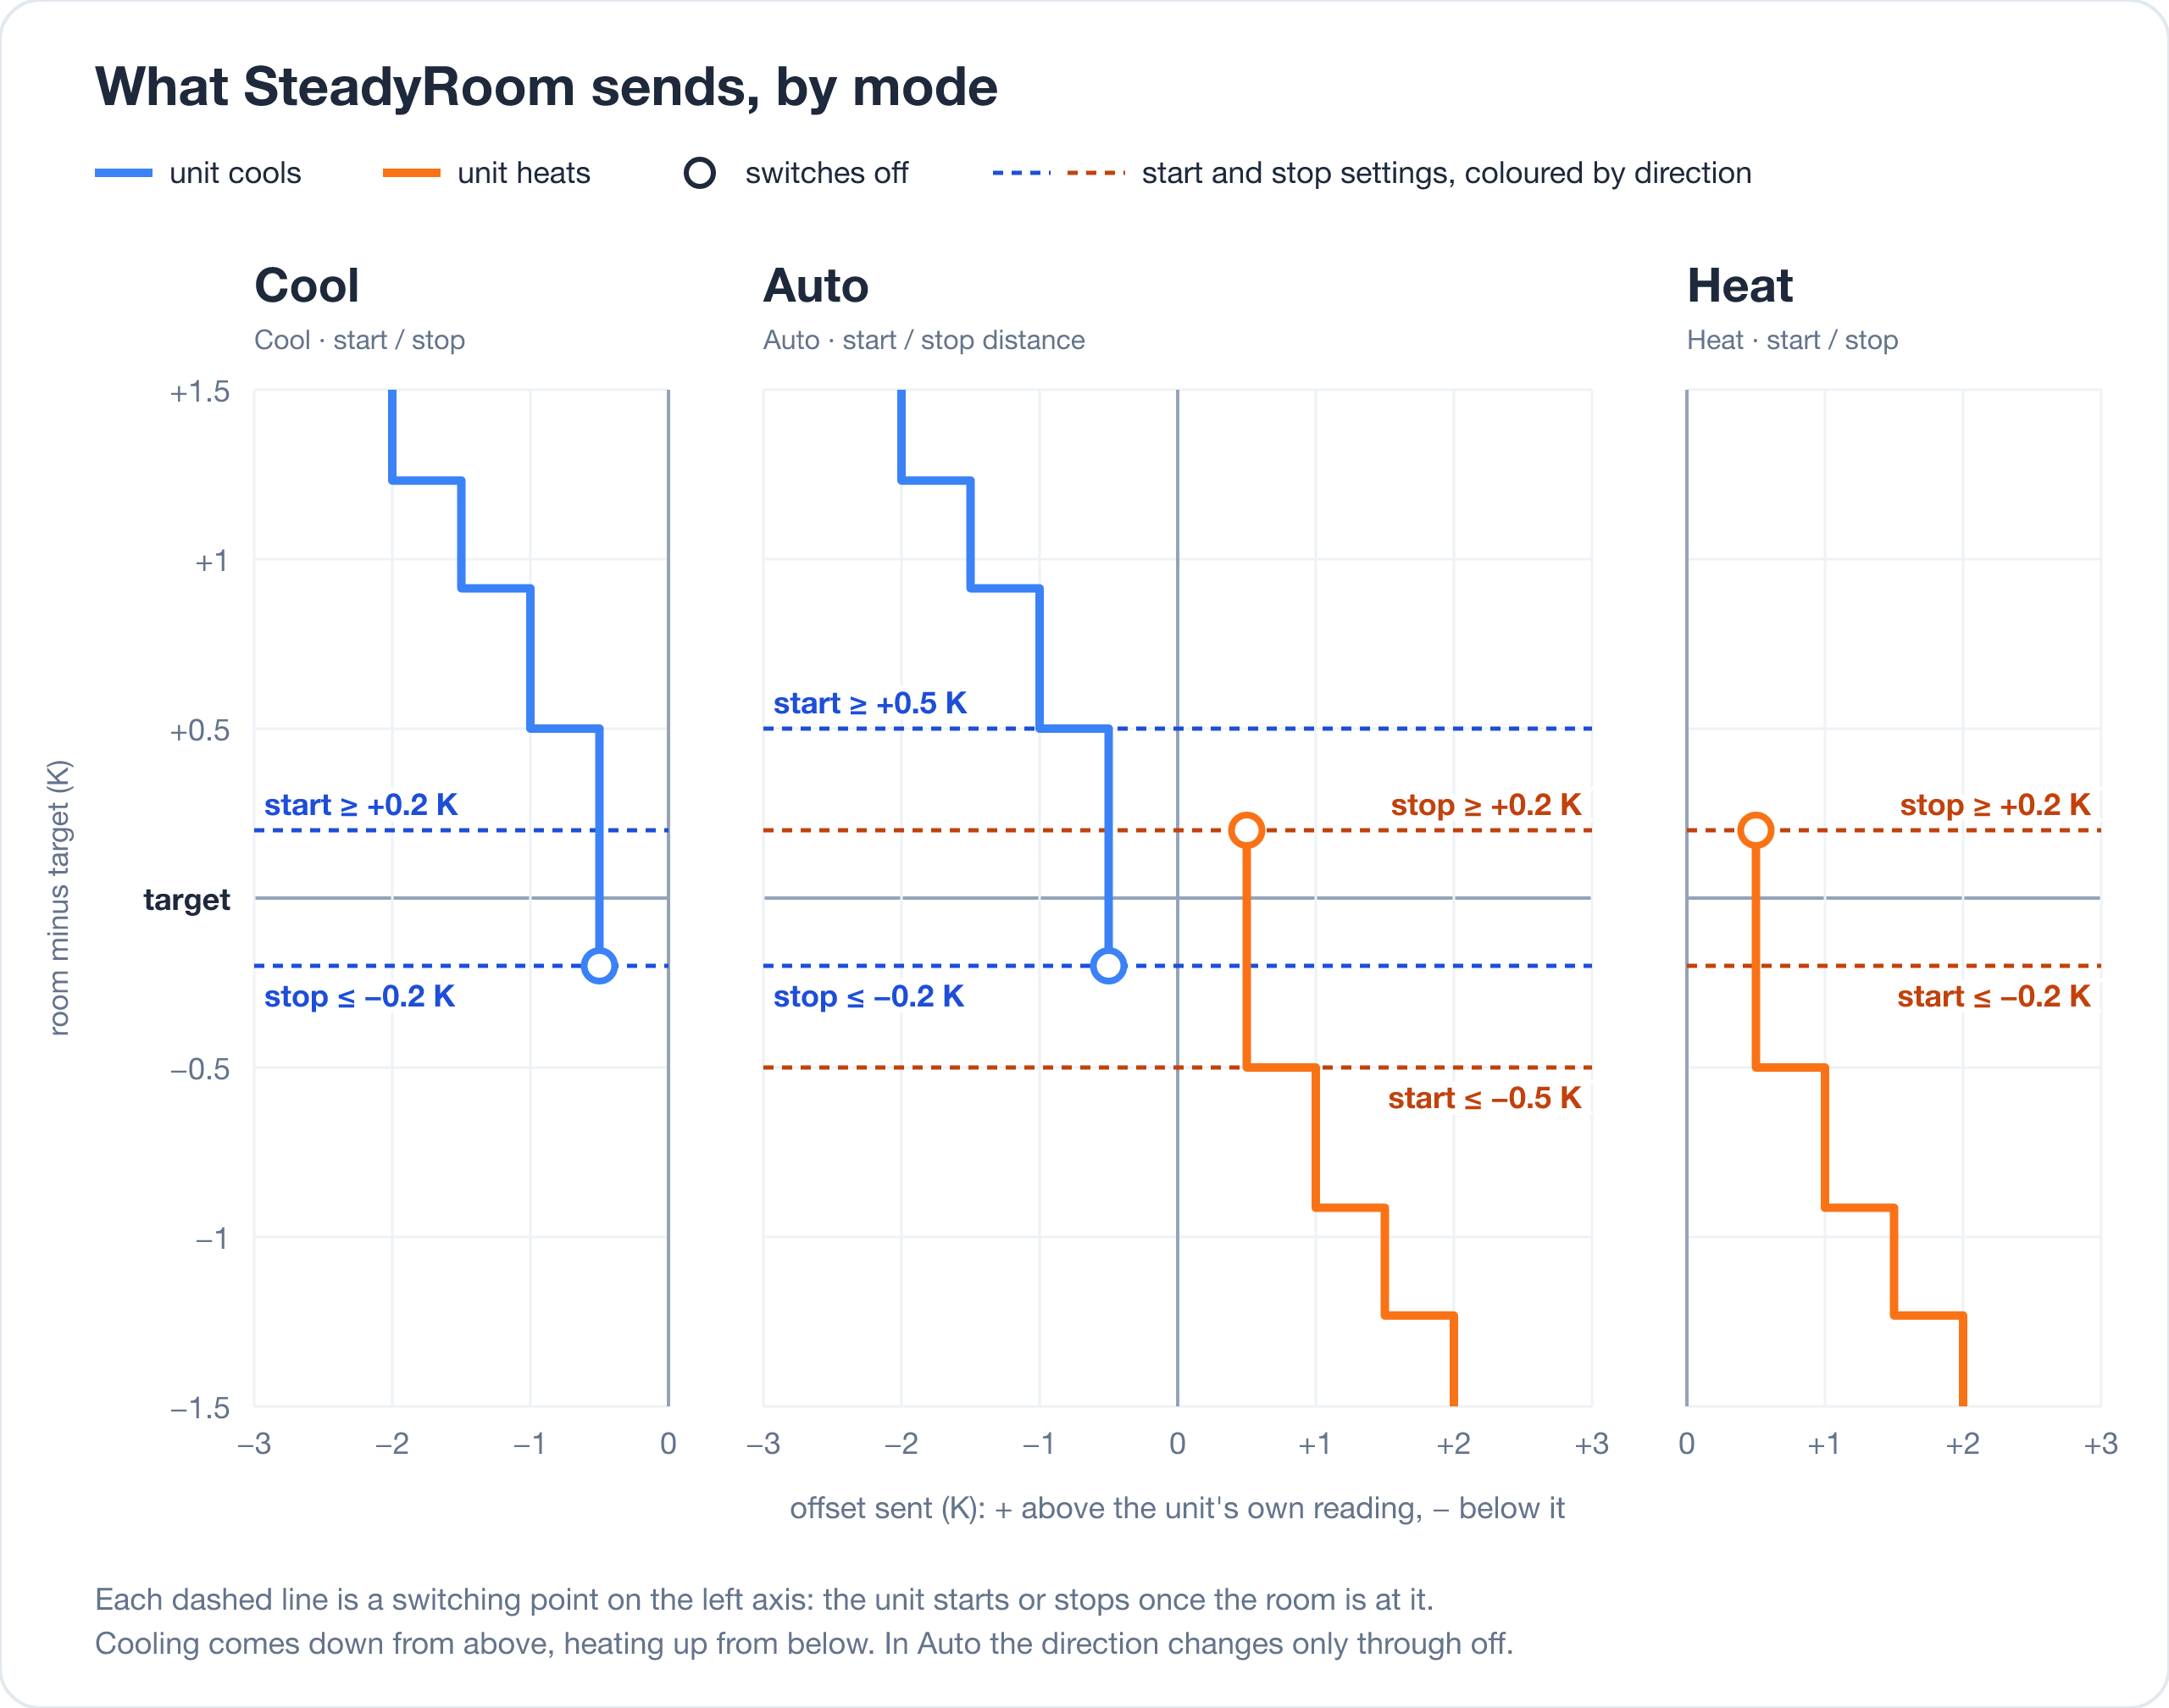 What SteadyRoom sends, by mode
unit cools
unit heats
switches off
start and stop settings, coloured by direction
Cool
Cool · start / stop
Auto
Auto · start / stop distance
Heat
Heat · start / stop
room minus target (K)
+1.5
+1
+0.5
target
−0.5
−1
−1.5
start ≥ +0.2 K
stop ≤ −0.2 K
start ≥ +0.5 K
stop ≥ +0.2 K
stop ≤ −0.2 K
start ≤ −0.5 K
stop ≥ +0.2 K
start ≤ −0.2 K
−3 −2 −1 0
−3 −2 −1 0 +1 +2 +3
0 +1 +2 +3
offset sent (K): + above the unit's own reading, − below it
Each dashed line is a switching point on the left axis: the unit starts or stops once the room is at it.
Cooling comes down from above, heating up from below. In Auto the direction changes only through off.